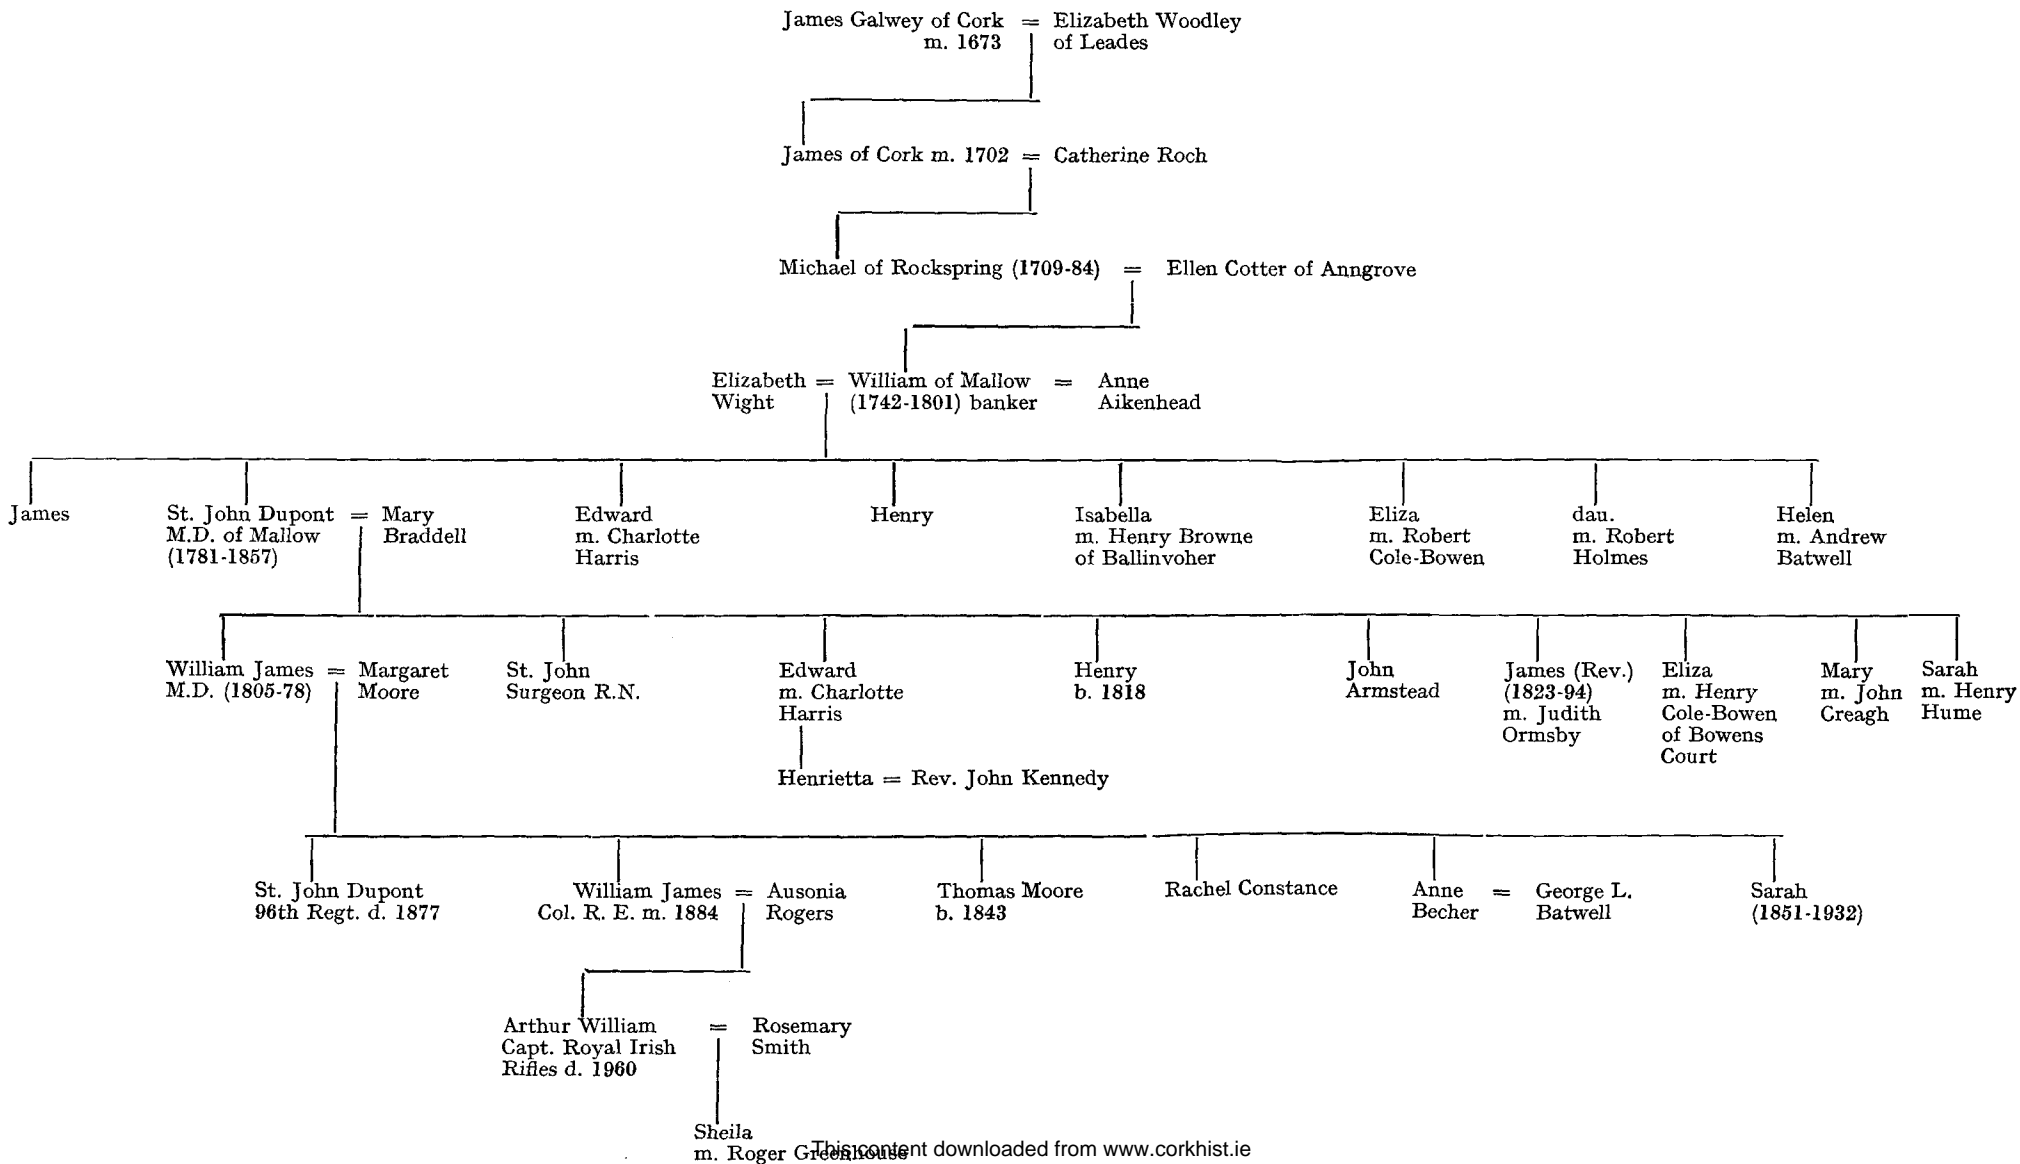 James Galwey of Cork = Elizabeth Woodley
m. 1673 of Leades
James of Cork m. 1702 = Catherine Roch
Michael of Rockspring (1709-84) = Ellen Cotter of Anngrove
Elizabeth = William of Mallow = Anne
Wight (1742-1801) banker Aikenhead
James
St. John Dupont = Mary
M.D. of Mallow Braddell
(1781-1857)
Edward
m. Charlotte
Harris
Henry
Isabella
m. Henry Browne
of Ballinvoher
Eliza
m. Robert
Cole-Bowen
dau.
m. Robert
Holmes
Helen
m. Andrew
Batwell
William James = Margaret
M.D. (1805-78) Moore
St. John
Surgeon R.N.
Edward
m. Charlotte
Harris
Henry
b. 1818
John
Armstead
James (Rev.)
(1823-94)
m. Judith
Ormsby
Eliza
m. Henry
Cole-Bowen
of Bowens
Court
Mary
m. John
Creagh
Sarah
m. Henry
Hume
Henrietta = Rev. John Kennedy
St. John Dupont
96th Regt. d. 1877
William James = Ausonia
Col. R. E. m. 1884 Rogers
Thomas Moore
b. 1843
Rachel Constance
Anne = George L.
Becher Batwell
Sarah
(1851-1932)
Arthur William = Rosemary
Capt. Royal Irish Smith
Rifles d. 1960
Sheila
m. Roger Greenhouse
This content downloaded from www.corkhist.ie